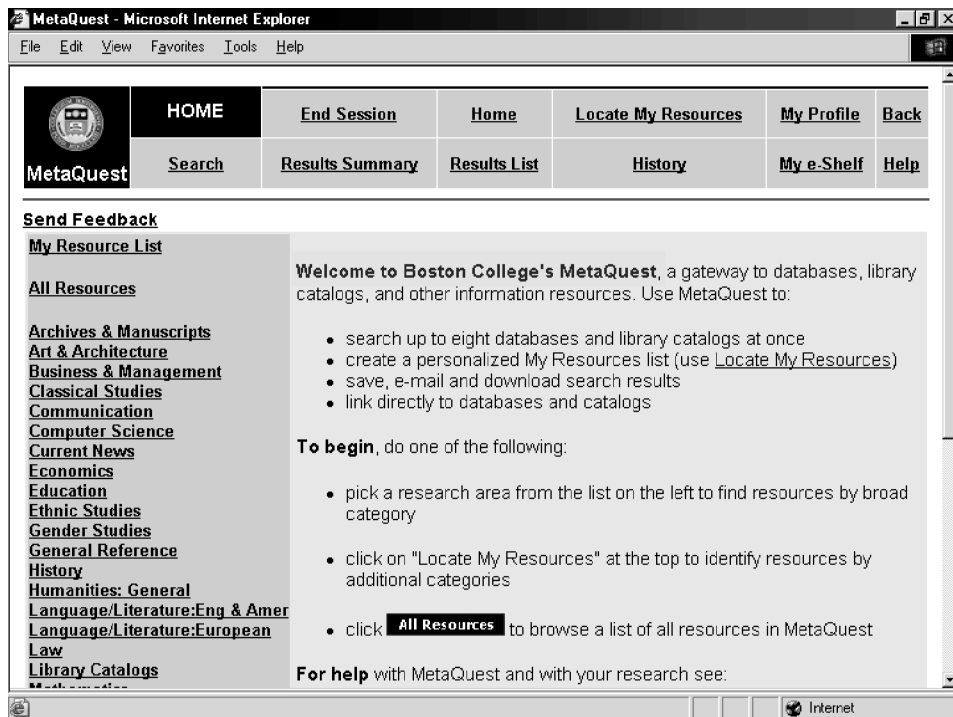 MetaQuest - Microsoft Internet Explorer
File Edit View Favorites Tools Help
HOME End Session Home Locate My Resources My Profile Back
MetaQuest Search Results Summary Results List History My e-Shelf Help
Send Feedback
My Resource List
All Resources
Archives & Manuscripts
Art & Architecture
Business & Management
Classical Studies
Communication
Computer Science
Current News
Economics
Education
Ethnic Studies
Gender Studies
General Reference
History
Humanities: General
Language/Literature:Eng & Amer
Language/Literature:European
Law
Library Catalogs
Mathematics
Welcome to Boston College's MetaQuest, a gateway to databases, library
catalogs, and other information resources. Use MetaQuest to:
• search up to eight databases and library catalogs at once
• create a personalized My Resources list (use Locate My Resources)
• save, e-mail and download search results
• link directly to databases and catalogs
To begin, do one of the following:
• pick a research area from the list on the left to find resources by broad
category
• click on "Locate My Resources" at the top to identify resources by
additional categories
• click All Resources to browse a list of all resources in MetaQuest
For help with MetaQuest and with your research see:
Internet